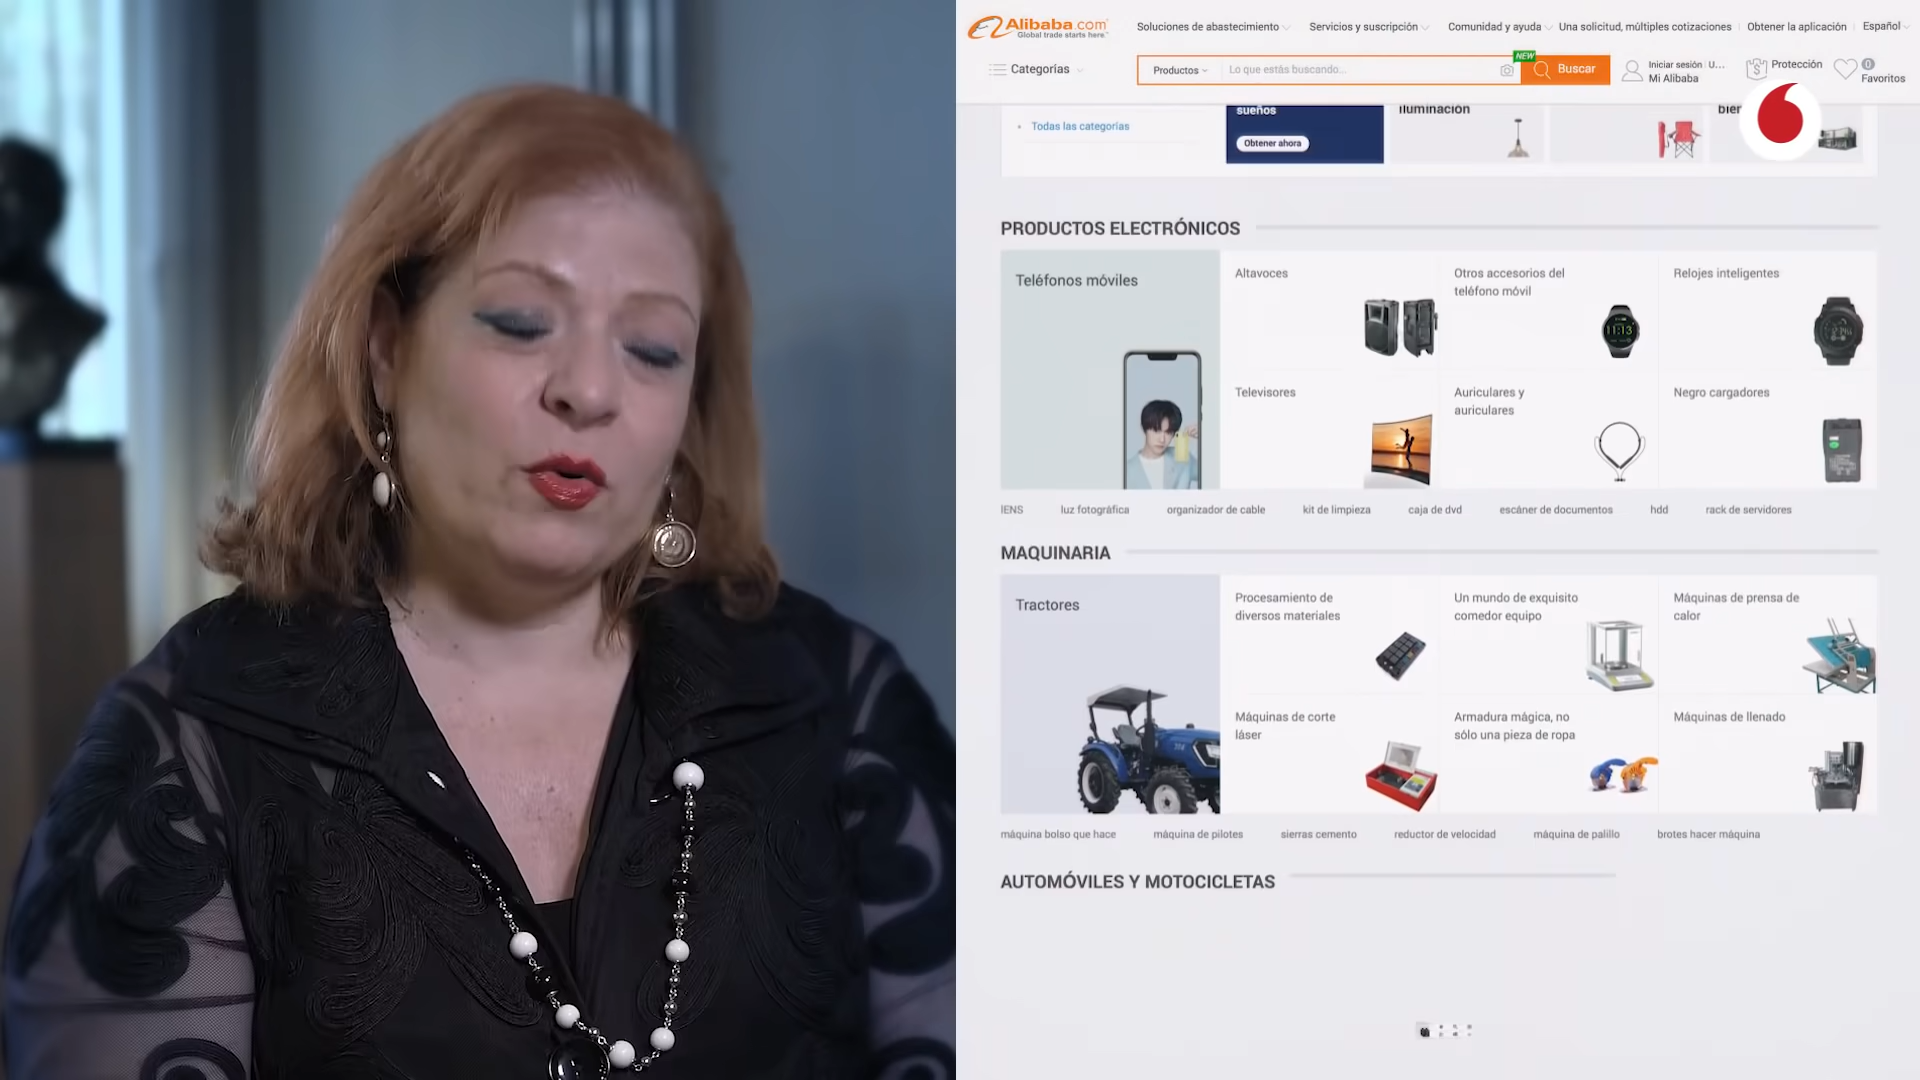 Alibaba.com
Global trade starts here.™
Soluciones de abastecimiento
Servicios y suscripción
Comunidad y ayuda
Una solicitud, múltiples cotizaciones
Obtener la aplicación
Español
Categorías
Productos
Lo que estás buscando...
NEW
Buscar
Iniciar sesión U...
Mi Alibaba
Protección
0
Favoritos
Todas las categorías
sueños
Obtener ahora
iluminación
bien
PRODUCTOS ELECTRÓNICOS
Teléfonos móviles
Altavoces
Otros accesorios del
teléfono móvil
Relojes inteligentes
Televisores
Auriculares y
auriculares
Negro cargadores
lENS
luz fotográfica
organizador de cable
kit de limpieza
caja de dvd
escáner de documentos
hdd
rack de servidores
MAQUINARIA
Tractores
Procesamiento de
diversos materiales
Un mundo de exquisito
comedor equipo
Máquinas de prensa de
calor
Máquinas de corte
láser
Armadura mágica, no
sólo una pieza de ropa
Máquinas de llenado
máquina bolso que hace
máquina de pilotes
sierras cemento
reductor de velocidad
máquina de palillo
brotes hacer máquina
AUTOMÓVILES Y MOTOCICLETAS